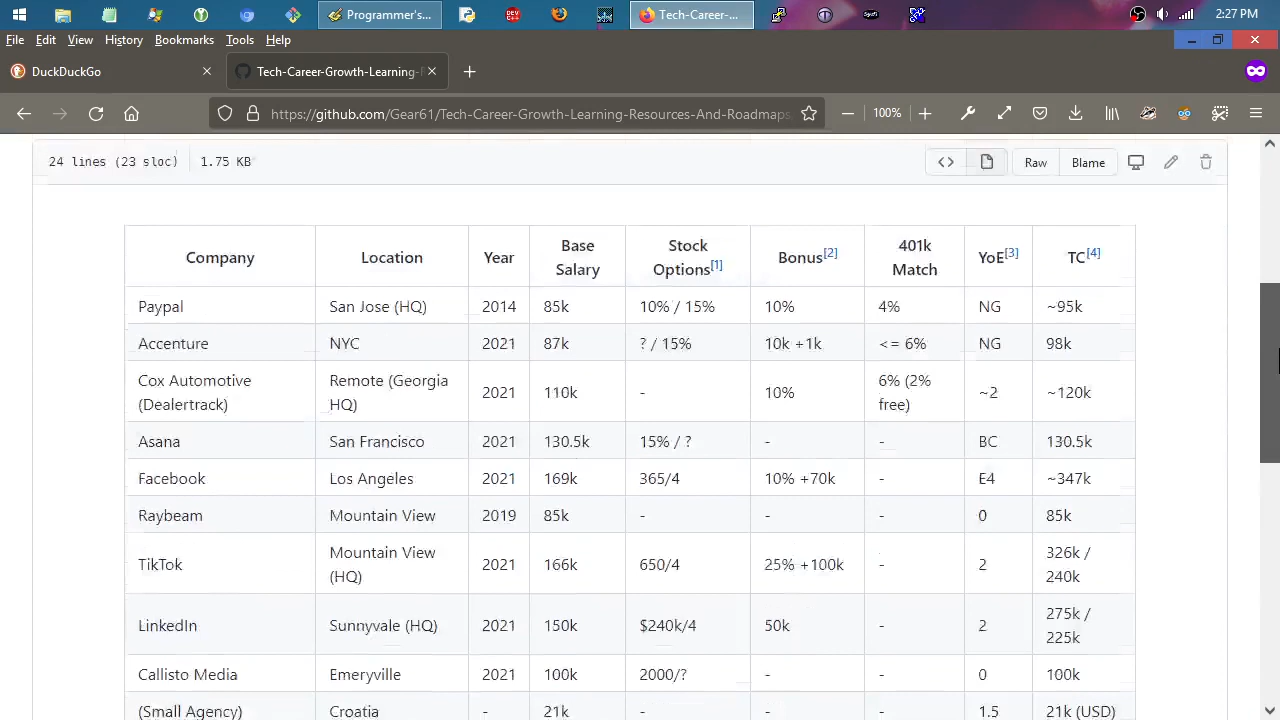 Programmer's...
Tech-Career-...
2:27 PM
File Edit View History Bookmarks Tools Help
DuckDuckGo
Tech-Career-Growth-Learning-
https://github.com/Gear61/Tech-Career-Growth-Learning-Resources-And-Roadmaps
100%
24 lines (23 sloc) 1.75 KB
Raw Blame
Company Location Year Base Salary Stock Options[1] Bonus[2] 401k Match YoE[3] TC[4]
Paypal San Jose (HQ) 2014 85k 10% / 15% 10% 4% NG ~95k
Accenture NYC 2021 87k ? / 15% 10k +1k <= 6% NG 98k
Cox Automotive (Dealertrack) Remote (Georgia HQ) 2021 110k - 10% 6% (2% free) ~2 ~120k
Asana San Francisco 2021 130.5k 15% / ? - - BC 130.5k
Facebook Los Angeles 2021 169k 365/4 10% +70k - E4 ~347k
Raybeam Mountain View 2019 85k - - - 0 85k
TikTok Mountain View (HQ) 2021 166k 650/4 25% +100k - 2 326k / 240k
LinkedIn Sunnyvale (HQ) 2021 150k $240k/4 50k - 2 275k / 225k
Callisto Media Emeryville 2021 100k 2000/? - - 0 100k
(Small Agency) Croatia - 21k - - - 1.5 21k (USD)